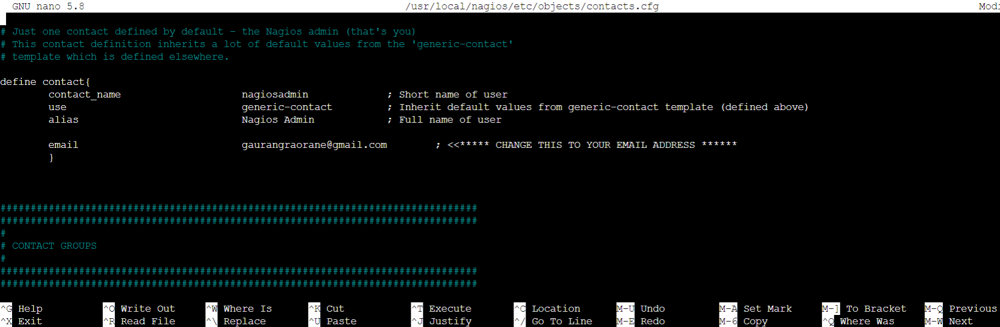 GNU nano 5.8 /usr/local/nagios/etc/objects/contacts.cfg Modi
# Just one contact defined by default - the Nagios admin (that's you)
# This contact definition inherits a lot of default values from the 'generic-contact'
# template which is defined elsewhere.
define contact{
contact_name nagiosadmin ; Short name of user
use generic-contact ; Inherit default values from generic-contact template (defined above)
alias Nagios Admin ; Full name of user
email gaurangraorane@gmail.com ; <<***** CHANGE THIS TO YOUR EMAIL ADDRESS ******
}
###############################################################################
###############################################################################
#
# CONTACT GROUPS
#
###############################################################################
###############################################################################
^G Help ^O Write Out ^W Where Is ^K Cut ^T Execute ^C Location M-U Undo M-A Set Mark M-] To Bracket M-Q Previous
^X Exit ^R Read File ^\ Replace ^U Paste ^J Justify ^/ Go To Line M-E Redo M-6 Copy ^Q Where Was M-W Next